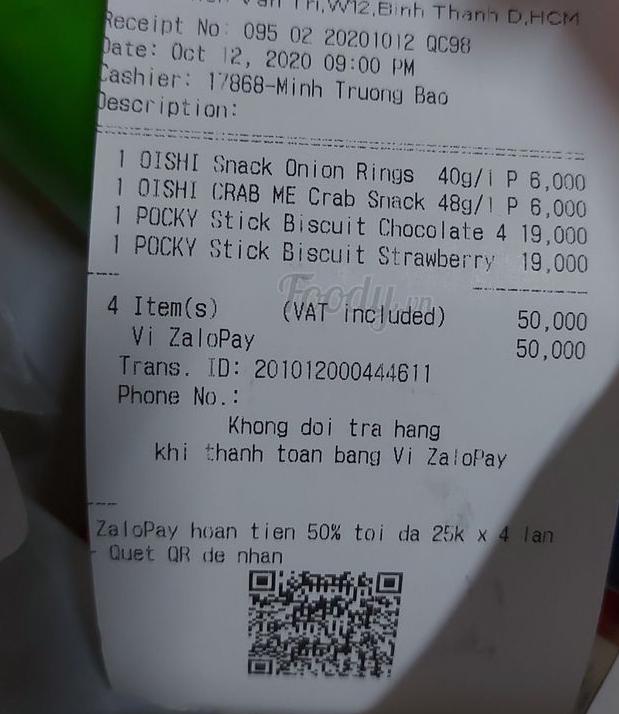 Van Tri,W12,Binh Thanh D,HCM
Receipt No: 095 02 20201012 QC98
Date: Oct 12, 2020 09:00 PM
Cashier: 17868-Minh Truong Bao
Description:
1 OISHI Snack Onion Rings 40g/1 P 6,000
1 OISHI CRAB ME Crab Snack 48g/1 P 6,000
1 POCKY Stick Biscuit Chocolate 4 19,000
1 POCKY Stick Biscuit Strawberry 19,000
Foody.vn
4 Item(s) (VAT included) 50,000
Vi ZaloPay 50,000
Trans. ID: 201012000444611
Phone No.:
Khong doi tra hang
khi thanh toan bang Vi ZaloPay
ZaloPay hoan tien 50% toi da 25k x 4 lan
- Quet QR de nhan